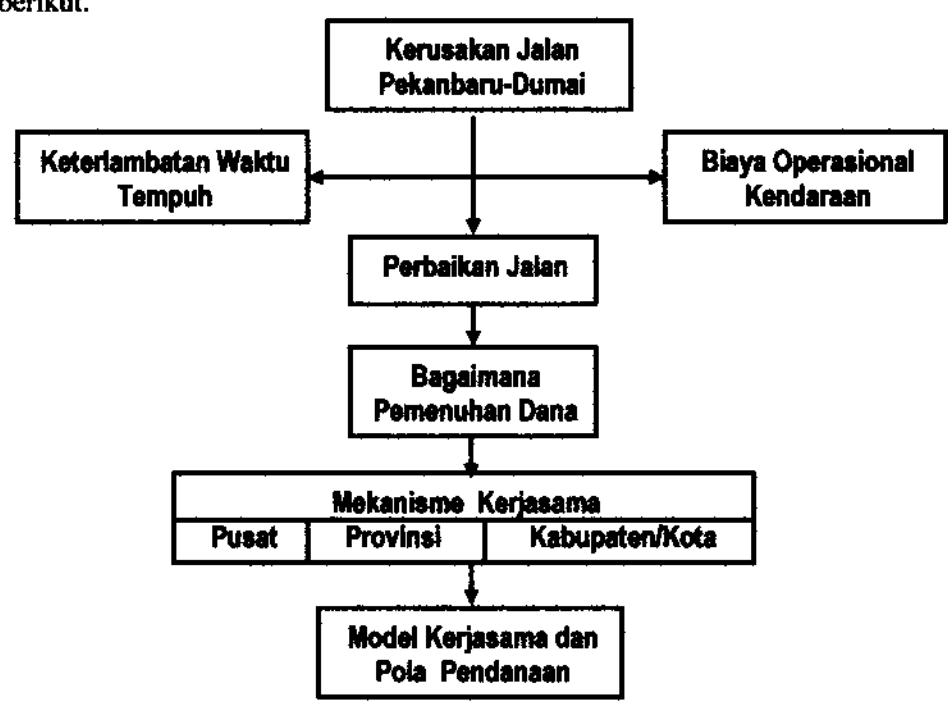 berikut.
Kerusakan Jalan
Pekanbaru-Dumai
Keterlambatan Waktu
Tempuh
Biaya Operasional
Kendaraan
Perbaikan Jalan
Bagaimana
Pemenuhan Dana
Mekanisme Kerjasama
Pusat Provinsi Kabupaten/Kota
Model Kerjasama dan
Pola Pendanaan